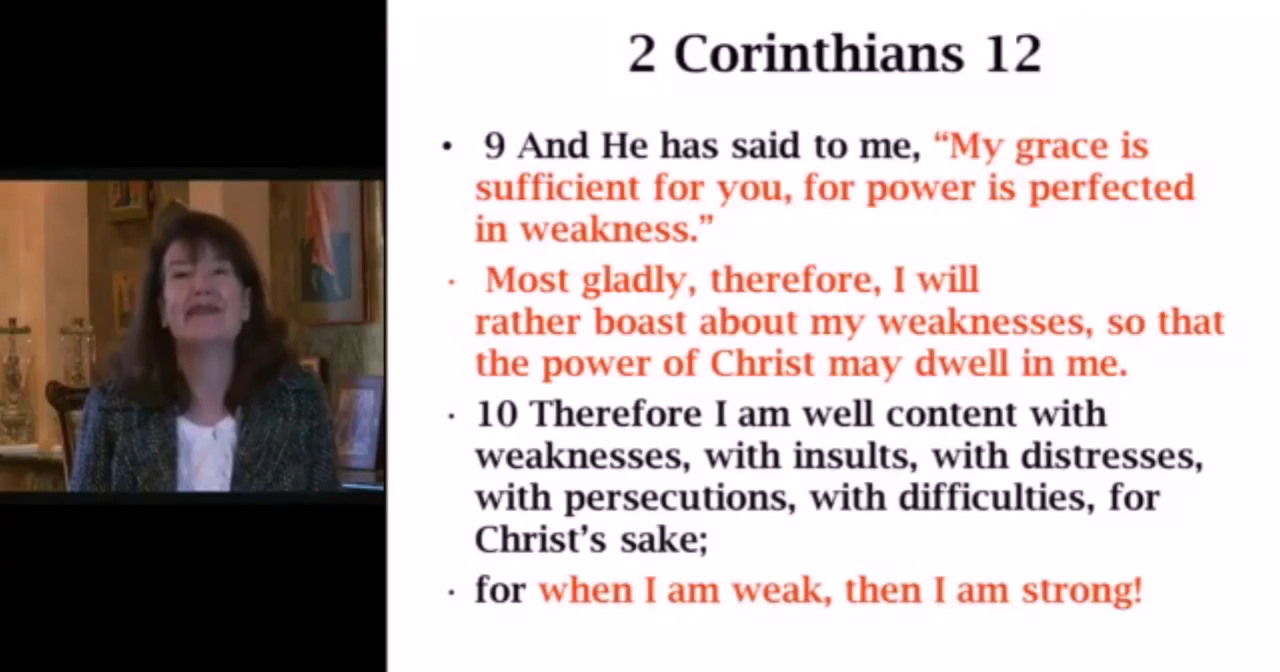 2 Corinthians 12
• 9 And He has said to me, “My grace is
sufficient for you, for power is perfected
in weakness.”
· Most gladly, therefore, I will
rather boast about my weaknesses, so that
the power of Christ may dwell in me.
· 10 Therefore I am well content with
weaknesses, with insults, with distresses,
with persecutions, with difficulties, for
Christ’s sake;
· for when I am weak, then I am strong!